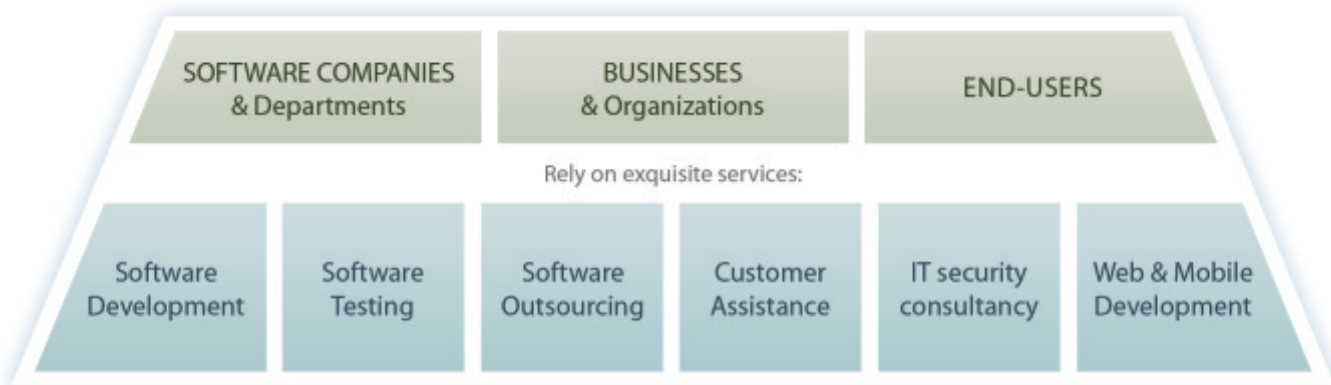 SOFTWARE COMPANIES
& Departments
BUSINESSES
& Organizations
END-USERS
Rely on exquisite services:
Software
Development
Software
Testing
Software
Outsourcing
Customer
Assistance
IT security
consultancy
Web & Mobile
Development